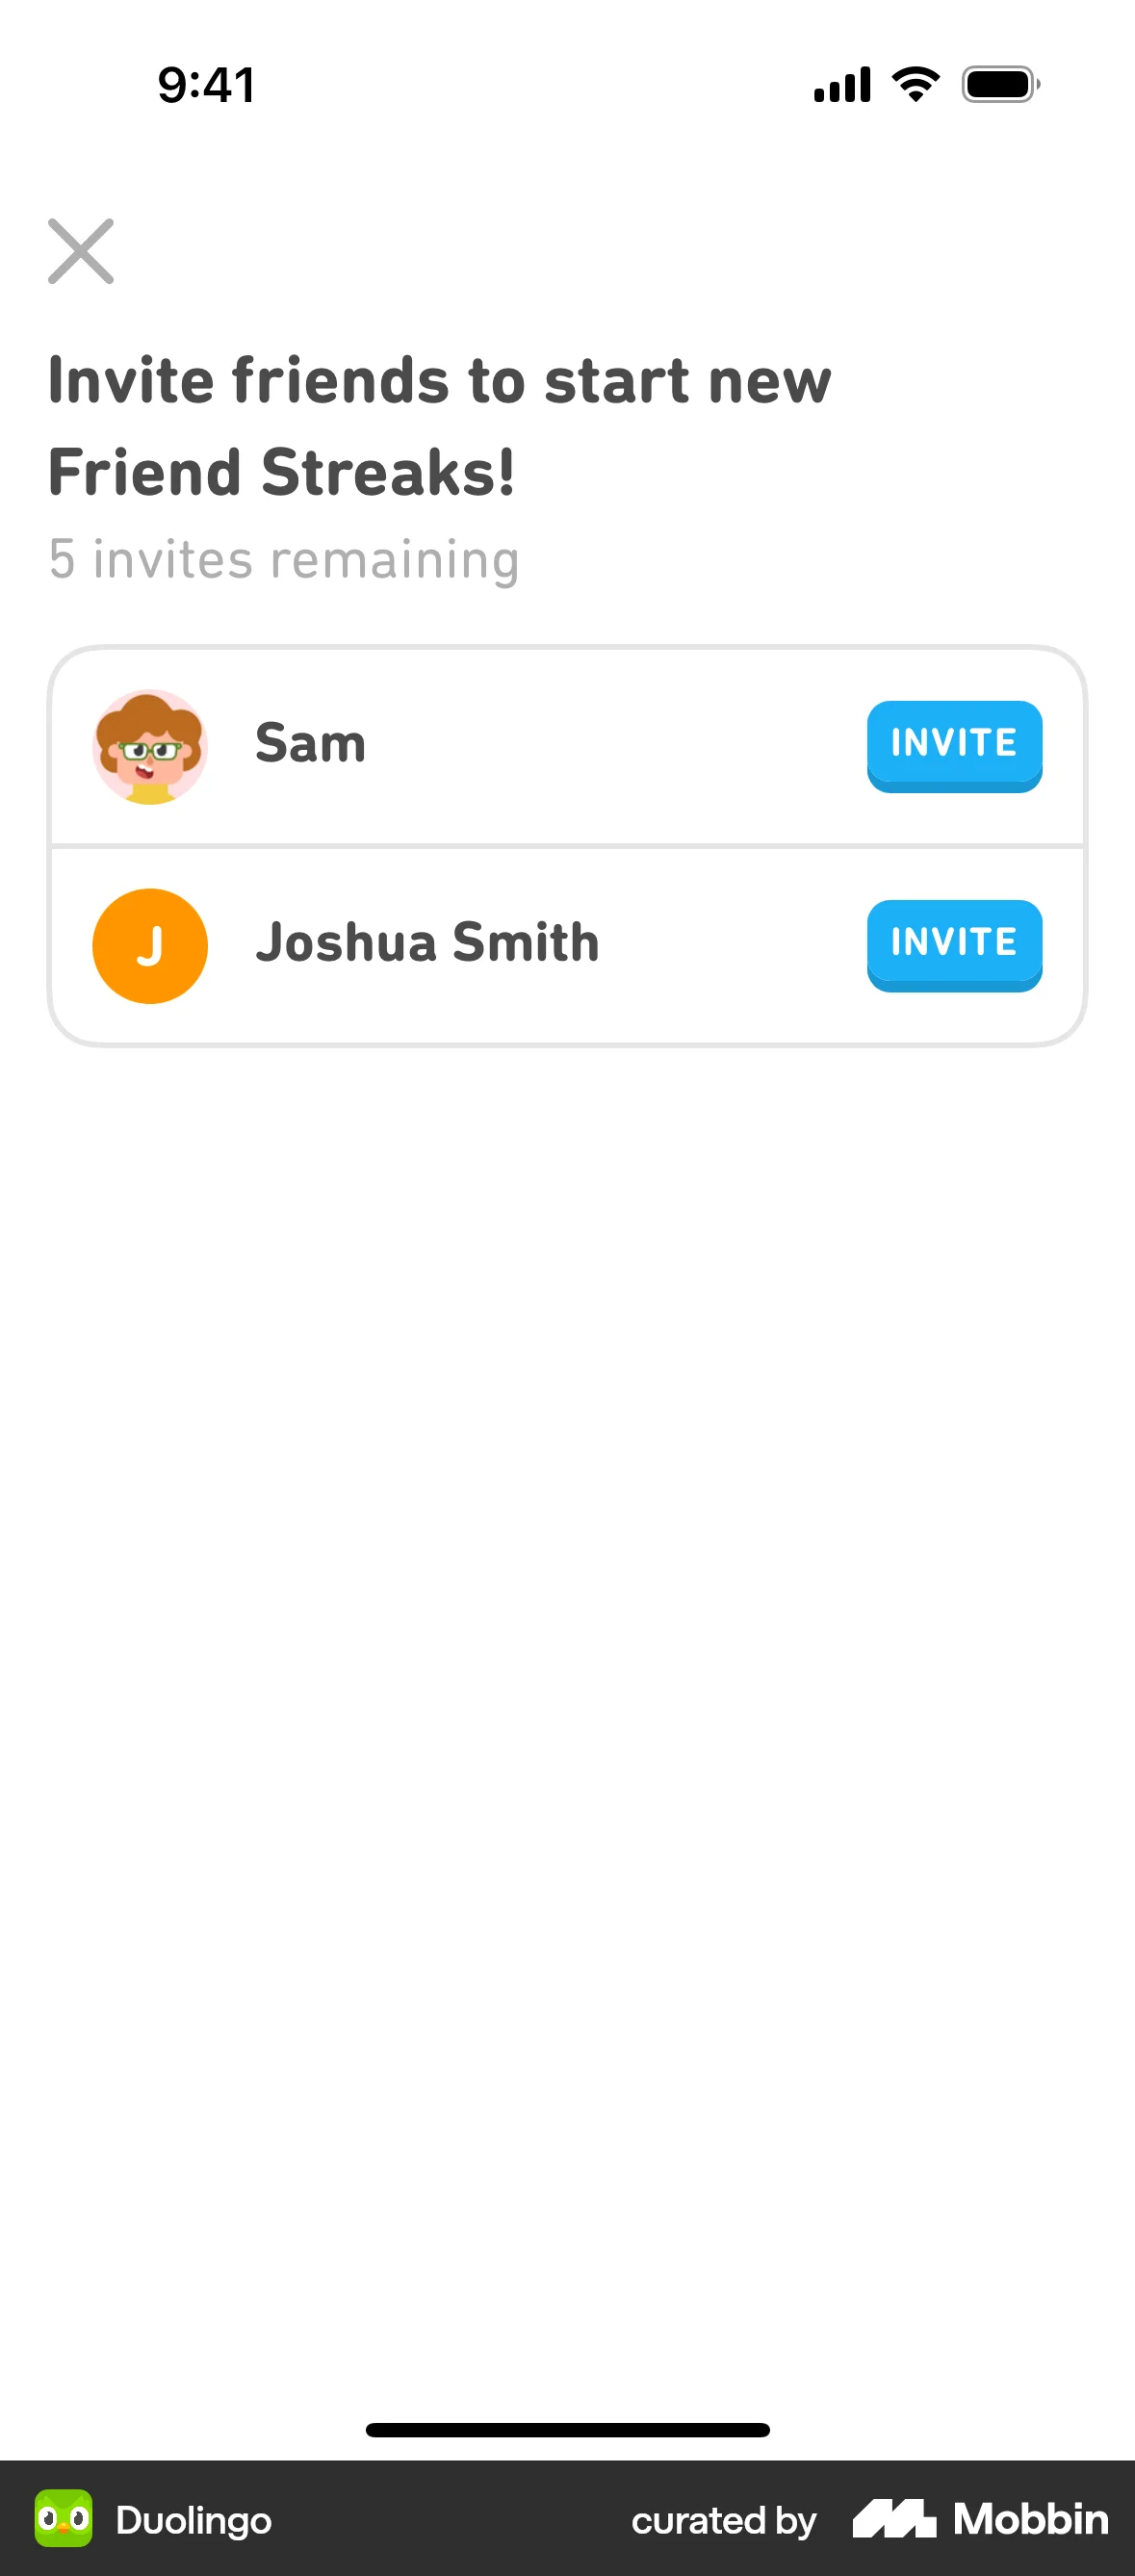 9:41
Invite friends to start new
Friend Streaks!
5 invites remaining
Sam
INVITE
J
Joshua Smith
INVITE
Duolingo
curated by
Mobbin